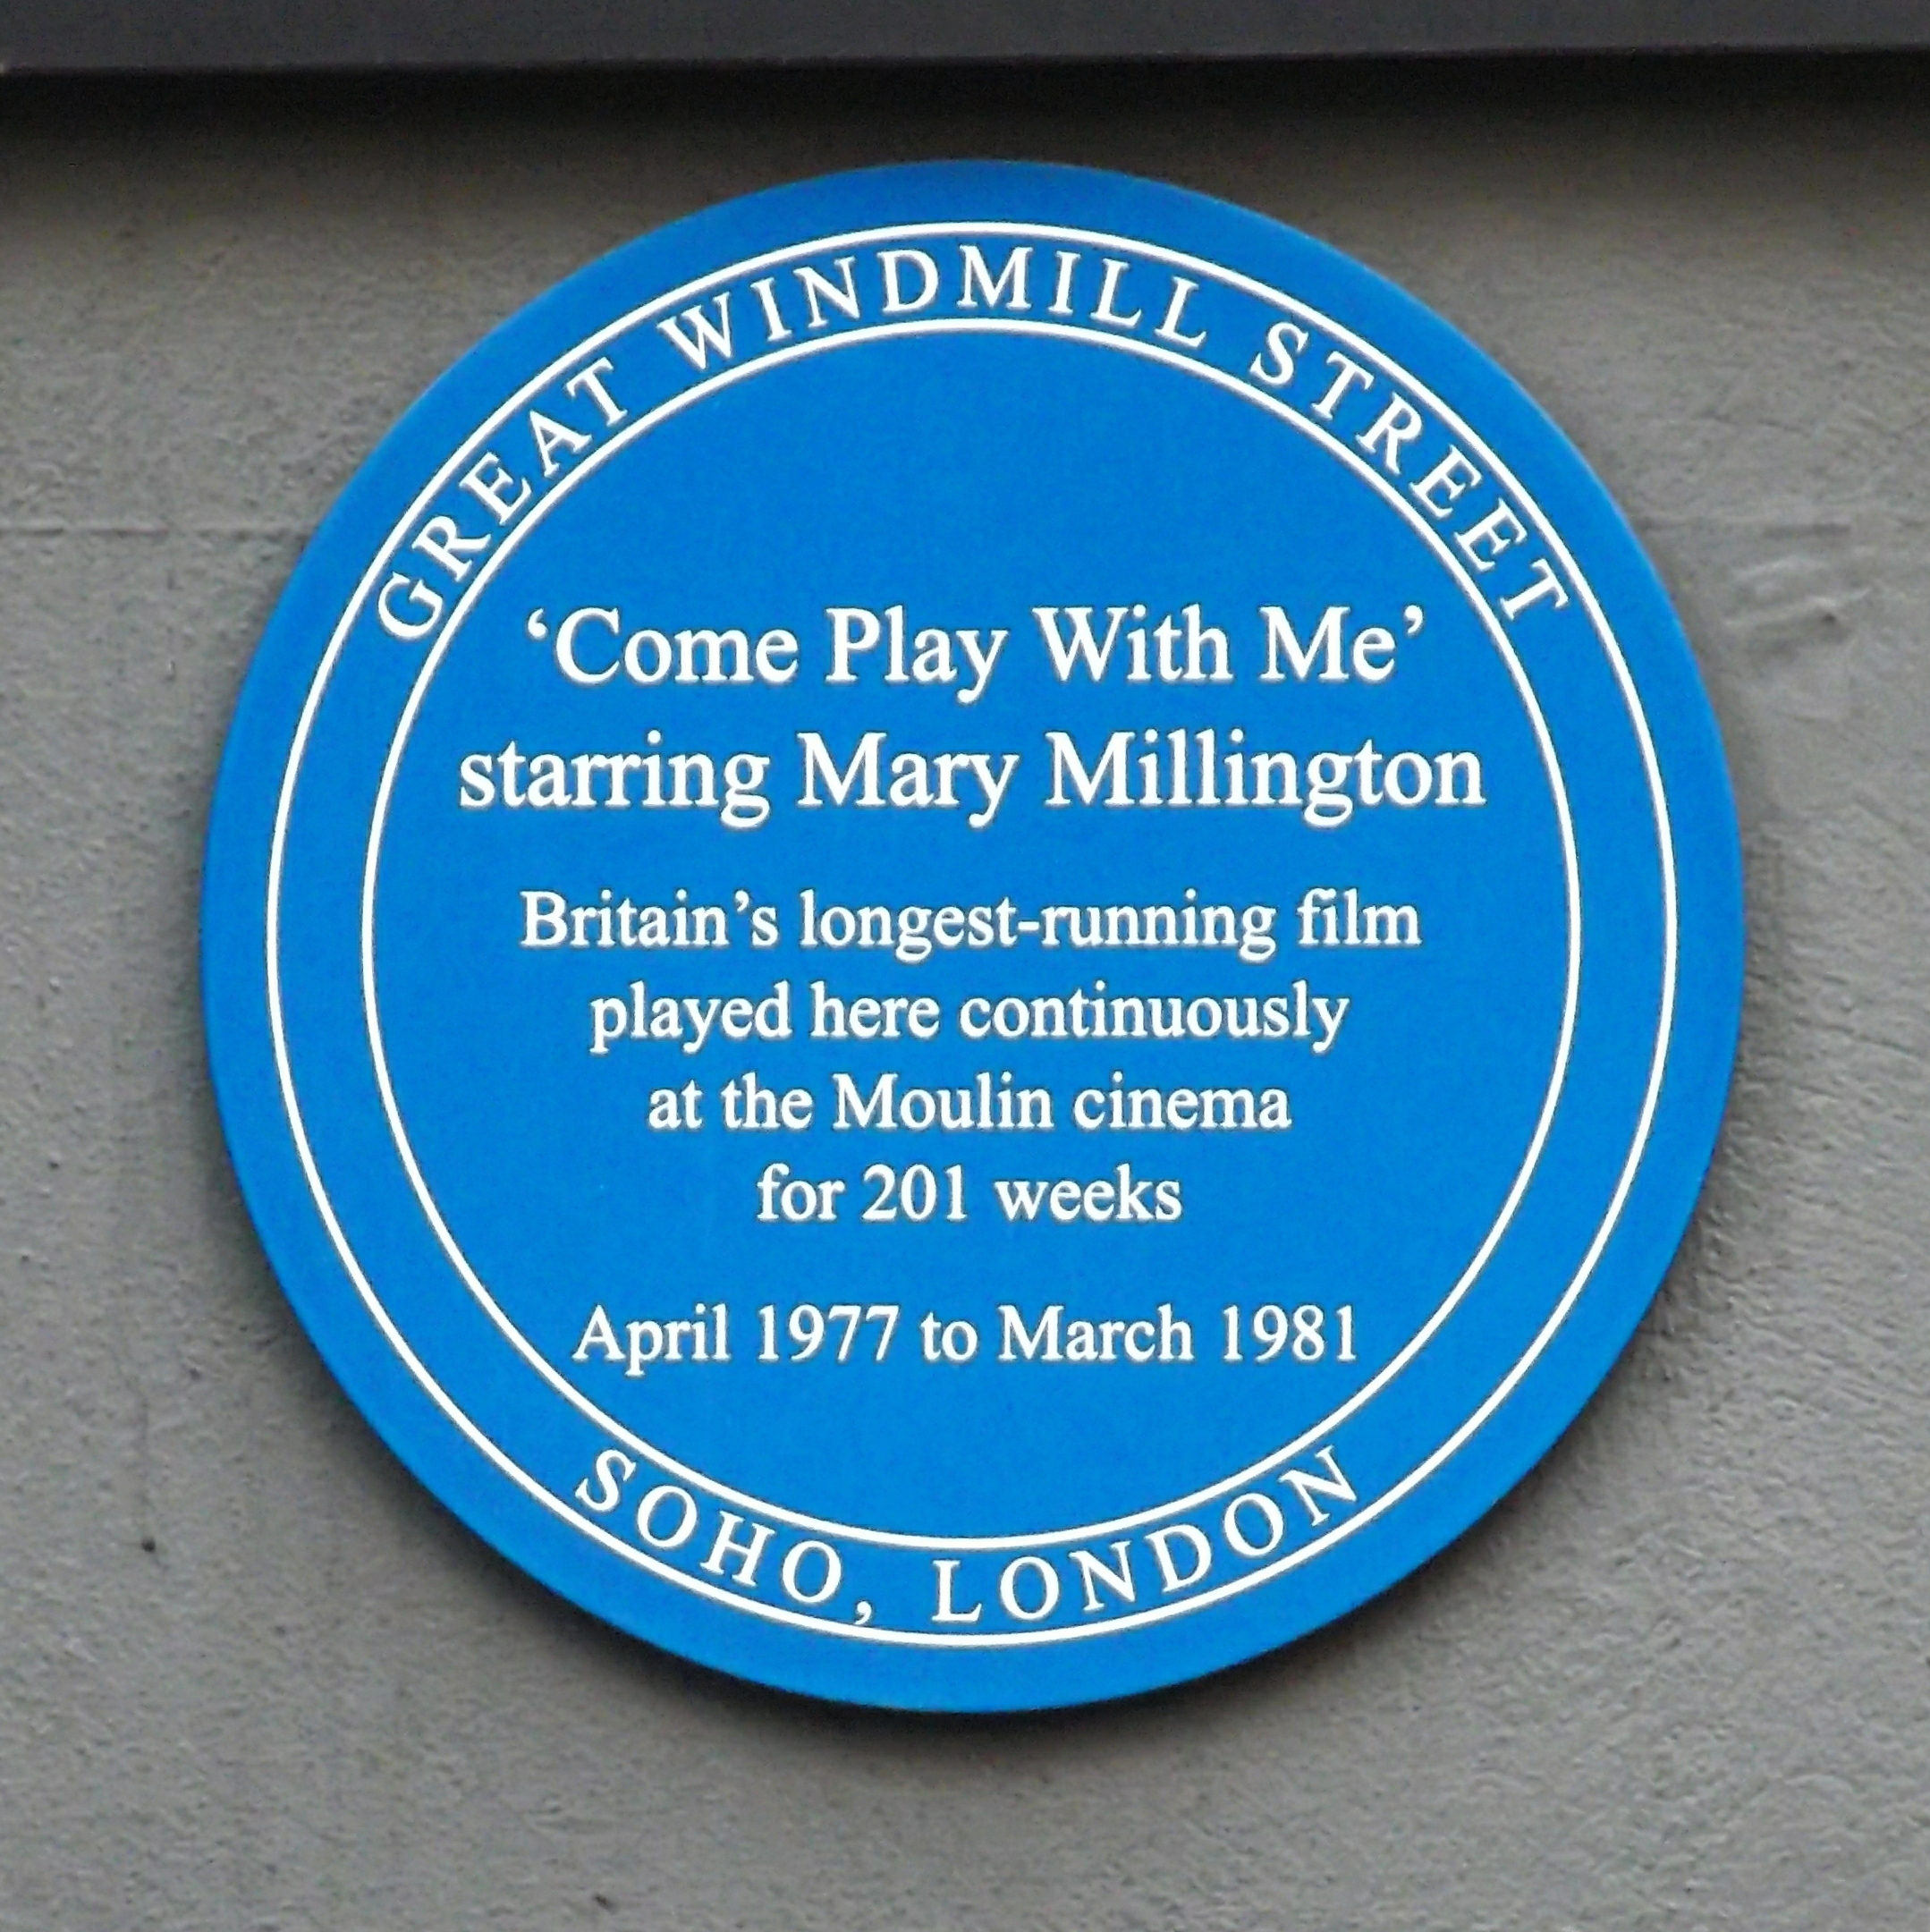 GREAT WINDMILL STREET
‘Come Play With Me’
starring Mary Millington
Britain’s longest-running film
played here continuously
at the Moulin cinema
for 201 weeks
April 1977 to March 1981
SOHO, LONDON